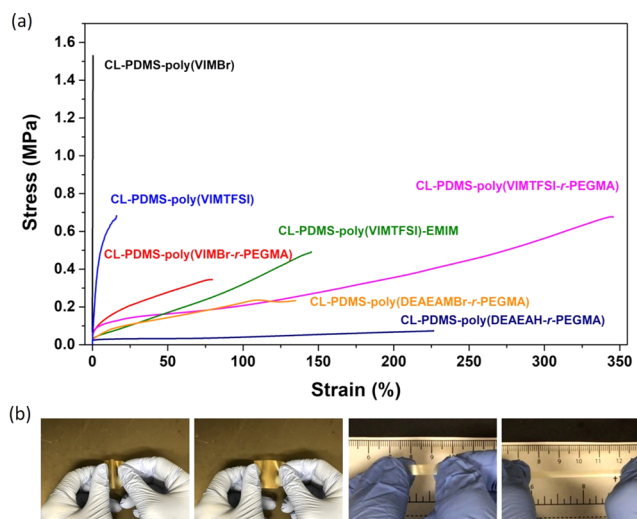 (a)
1.6
1.4
1.2
1.0
0.8
0.6
0.4
0.2
0.0
Stress (MPa)
CL-PDMS-poly(VIMBr)
CL-PDMS-poly(VIMTFSI-r-PEGMA)
CL-PDMS-poly(VIMTFSI)
CL-PDMS-poly(VIMTFSI)-EMIM
CL-PDMS-poly(VIMBr-r-PEGMA)
CL-PDMS-poly(DEAEAMBr-r-PEGMA)
CL-PDMS-poly(DEAEAH-r-PEGMA)
0 50 100 150 200 250 300 350
Strain (%)
(b)